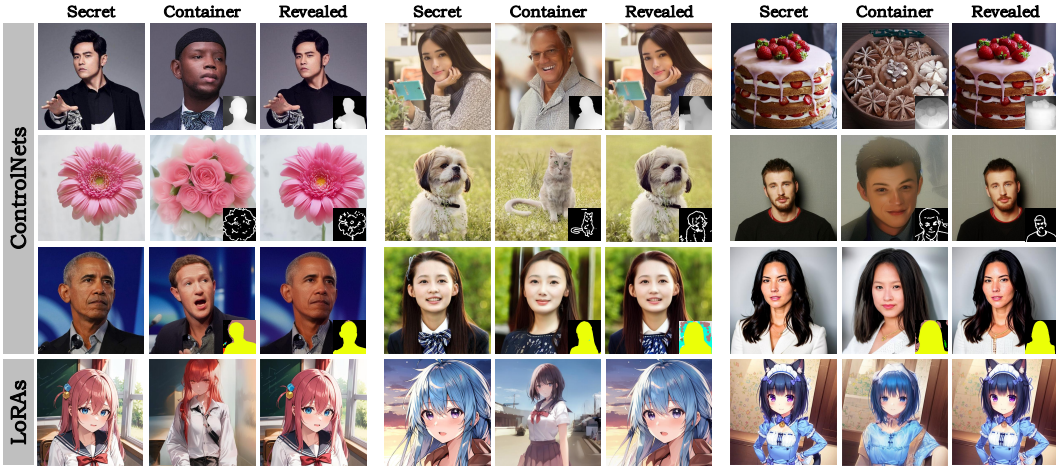 Secret Container Revealed Secret Container Revealed Secret Container Revealed
ControlNets
LoRAs